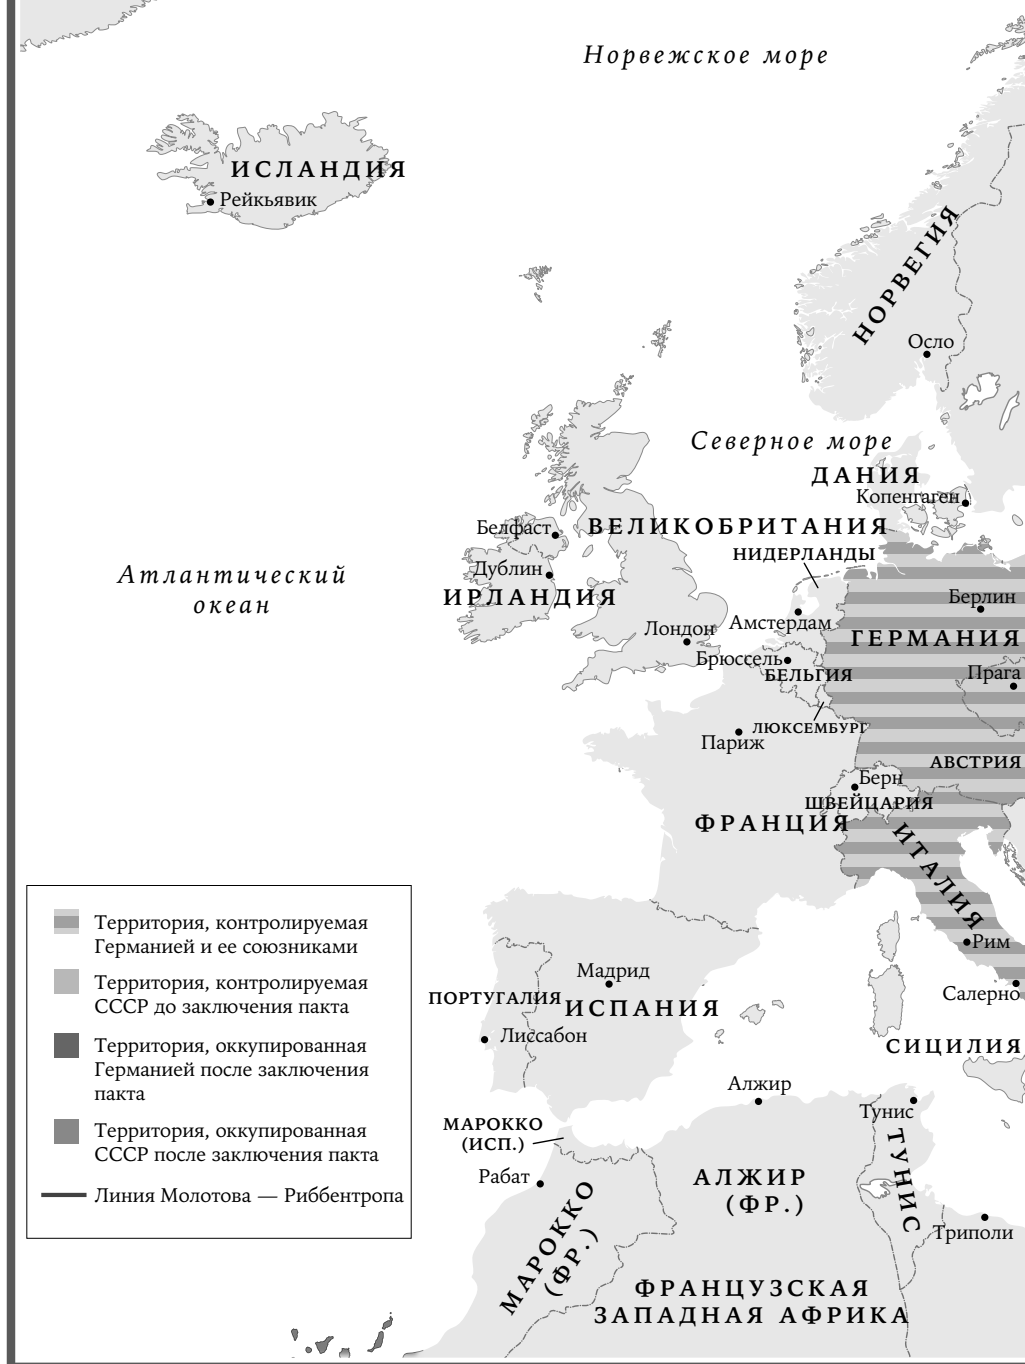 Норвежское море
ИСЛАНДИЯ
Рейкьявик
НОРВЕГИЯ
Осло
Северное море
ДАНИЯ
Копенгаген
Белфаст
ВЕЛИКОБРИТАНИЯ
НИДЕРЛАНДЫ
Дублин
ИРЛАНДИЯ
Атлантический
океан
Берлин
Амстердам
Лондон
ГЕРМАНИЯ
Брюссель
БЕЛЬГИЯ
Прага
ЛЮКСЕМБУРГ
Париж
АВСТРИЯ
Берн
ШВЕЙЦАРИЯ
ФРАНЦИЯ
ИТАЛИЯ
Рим
Мадрид
Салерно
ПОРТУГАЛИЯ
ИСПАНИЯ
Лиссабон
СИЦИЛИЯ
Алжир
Тунис
МАРОККО
(ИСП.)
ТУНИС
Рабат
АЛЖИР
(ФР.)
МАРОККО
(ФР.)
Триполи
ФРАНЦУЗСКАЯ
ЗАПАДНАЯ АФРИКА
Территория, контролируемая
Германией и ее союзниками
Территория, контролируемая
СССР до заключения пакта
Территория, оккупированная
Германией после заключения
пакта
Территория, оккупированная
СССР после заключения пакта
Линия Молотова — Риббентропа